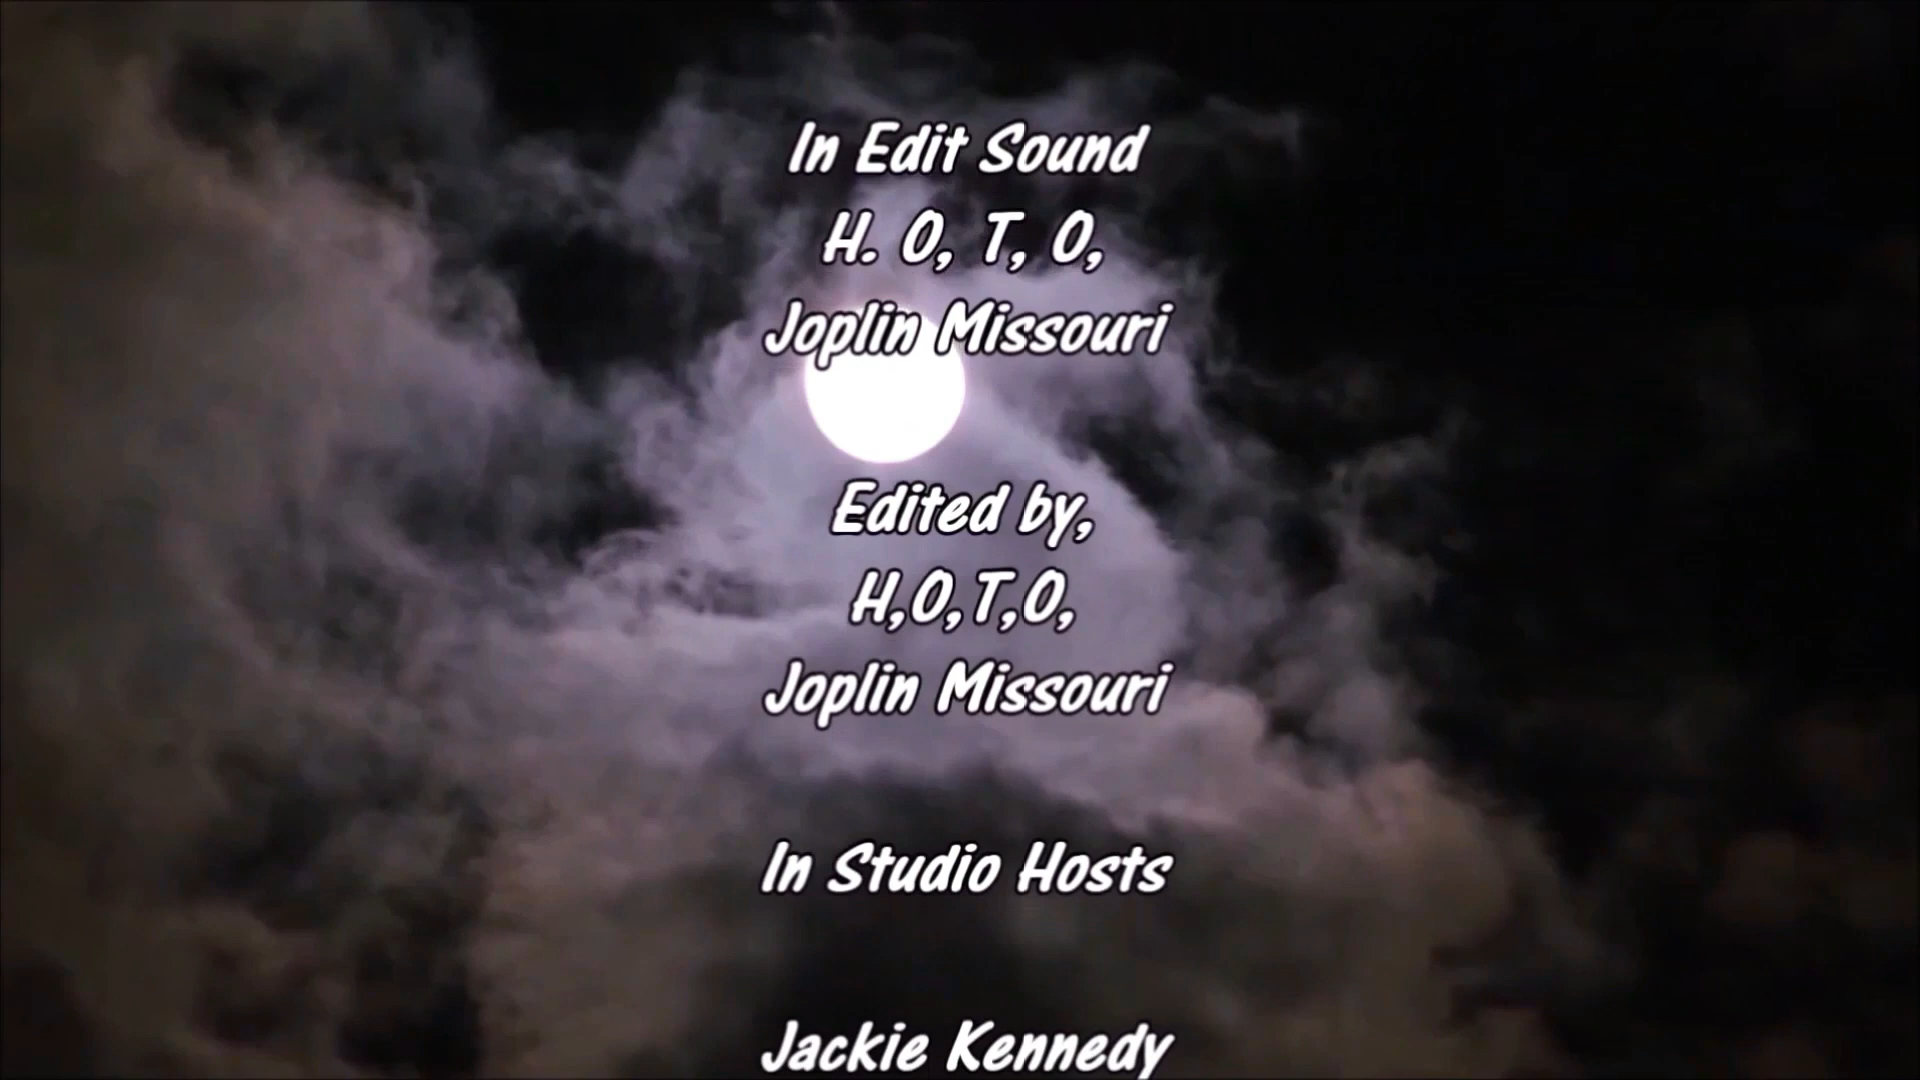 In Edit Sound
H. O, T, O,
Joplin Missouri
Edited by,
H,O,T,O,
Joplin Missouri
In Studio Hosts
Jackie Kennedy